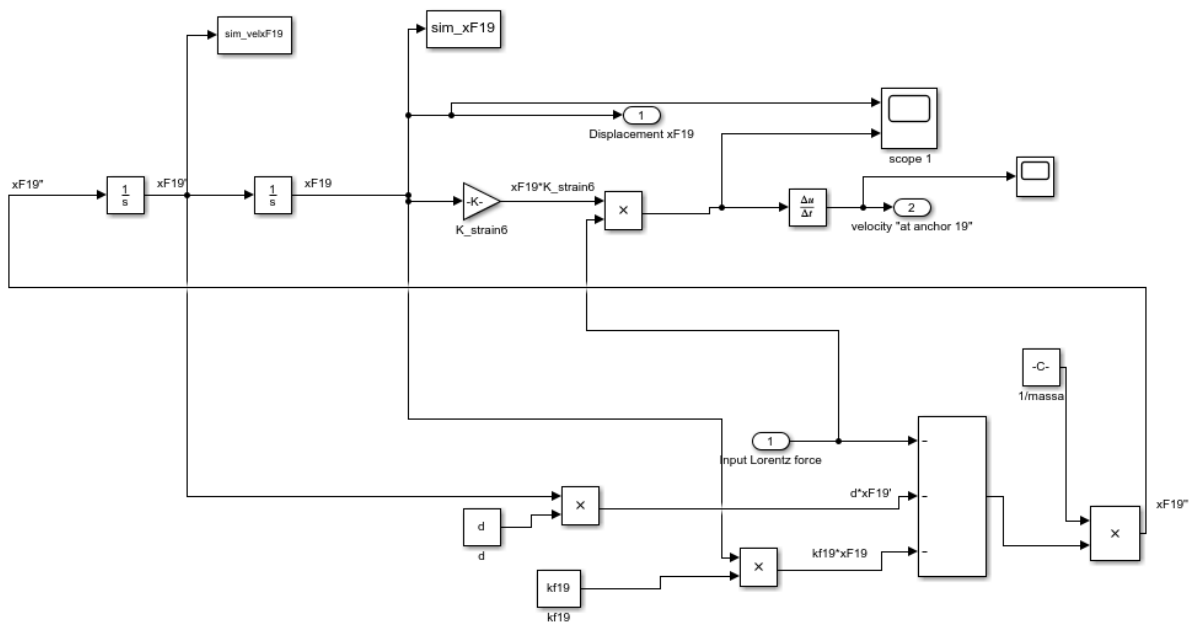 sim_velxF19
sim_xF19
1
Displacement xF19
scope 1
xF19"
1
s
xF19'
1
s
xF19
-K-
K_strain6
xF19*K_strain6
×
Δu
Δt
2
velocity "at anchor 19"
-C-
1/massa
1
Input Lorentz force
−
d*xF19'
−
kf19*xF19
−
d
d
×
kf19
kf19
×
×
xF19"